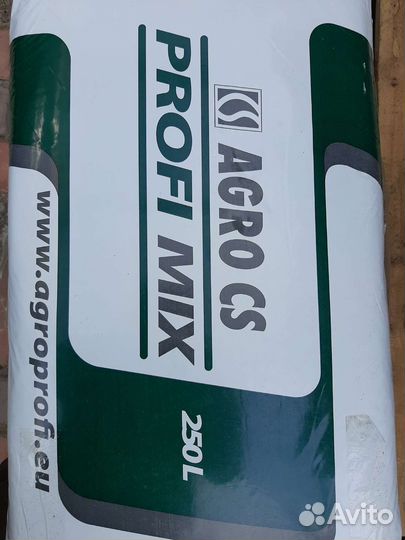 AGRO CS
PROFI MIX
250L
www.agroprofi.eu
Avito